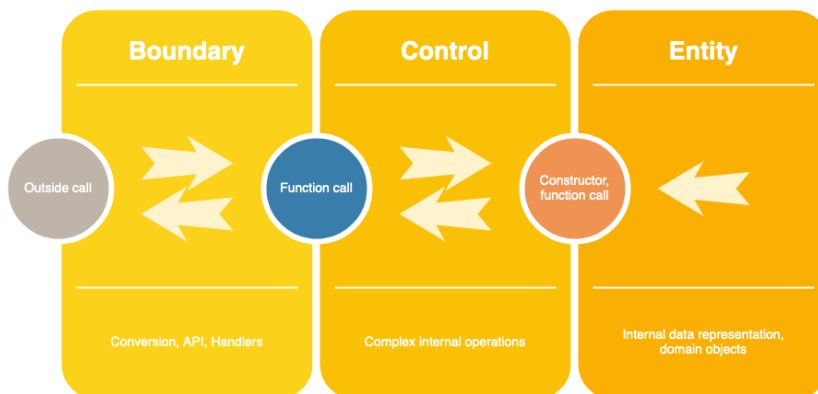 Boundary
Control
Entity
Outside call
Function call
Constructor,
function call
Conversion, API, Handlers
Complex internal operations
Internal data representation,
domain objects